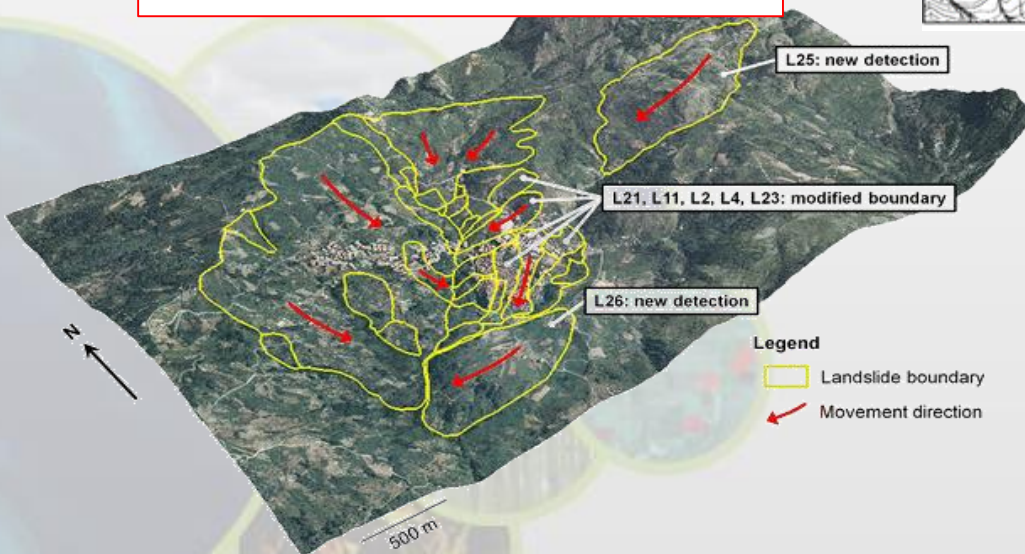 L25: new detection
L21, L11, L2, L4, L23: modified boundary
L26: new detection
N
Legend
Landslide boundary
Movement direction
500 m